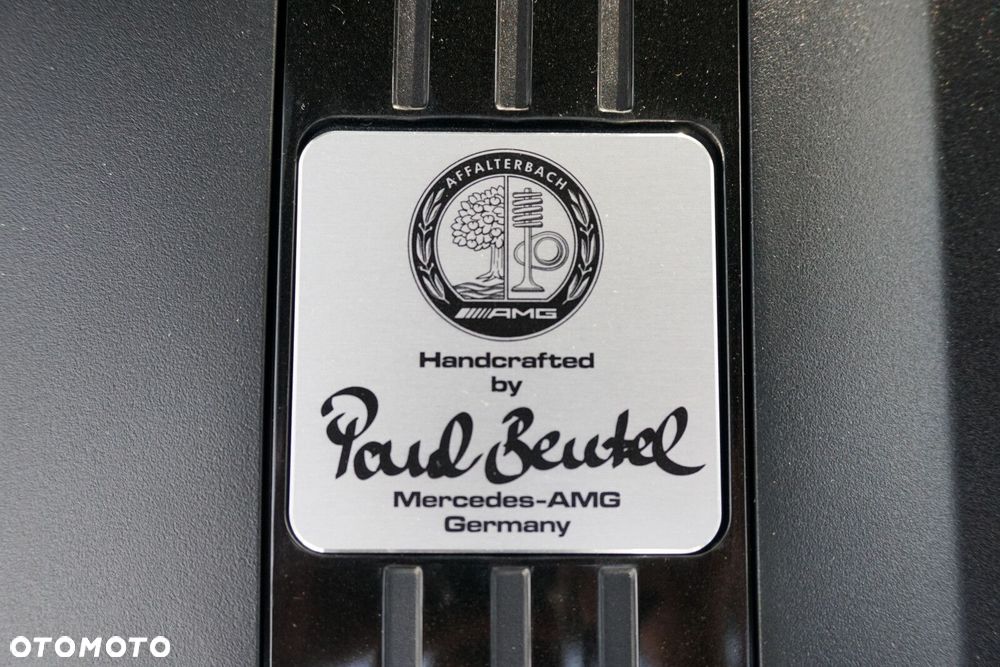 AFFALTERBACH
AMG
Handcrafted
by
Paul Beutel
Mercedes-AMG
Germany
OTOMOTO